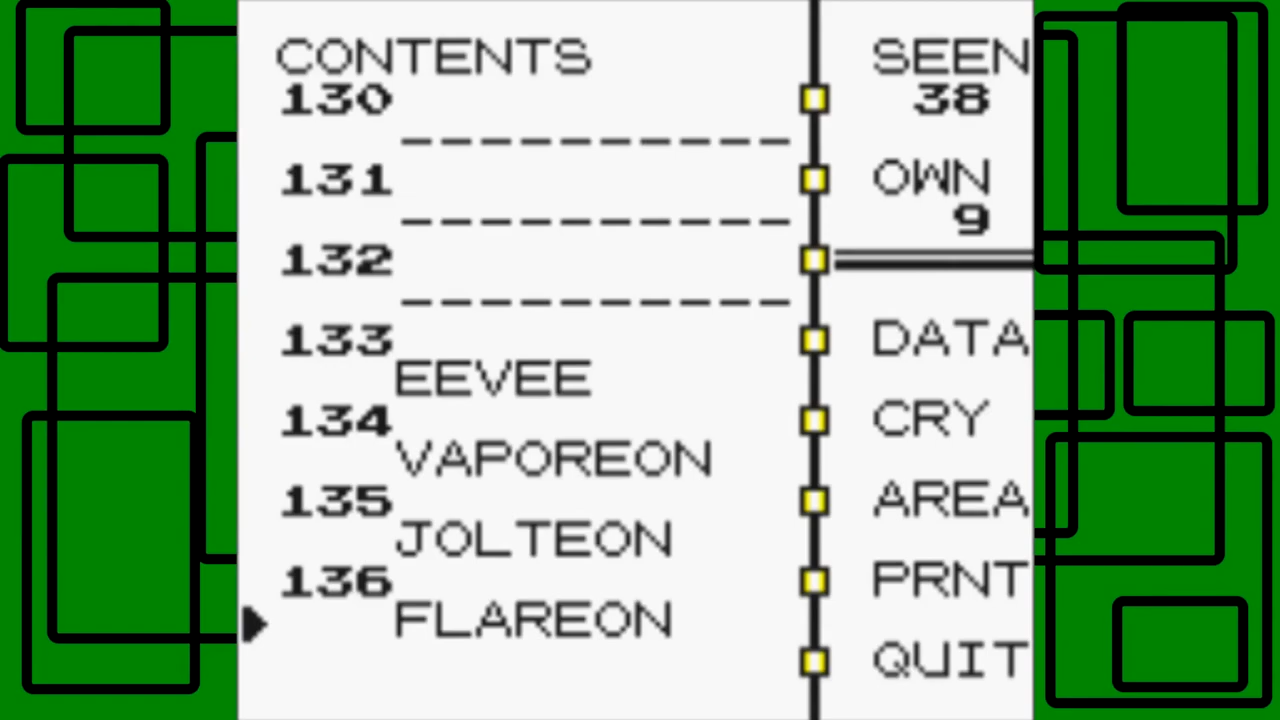 CONTENTS
130
----------
131
----------
132
----------
133
EEVEE
134
VAPOREON
135
JOLTEON
136
FLAREON
SEEN
38
OWN
9
DATA
CRY
AREA
PRNT
QUIT